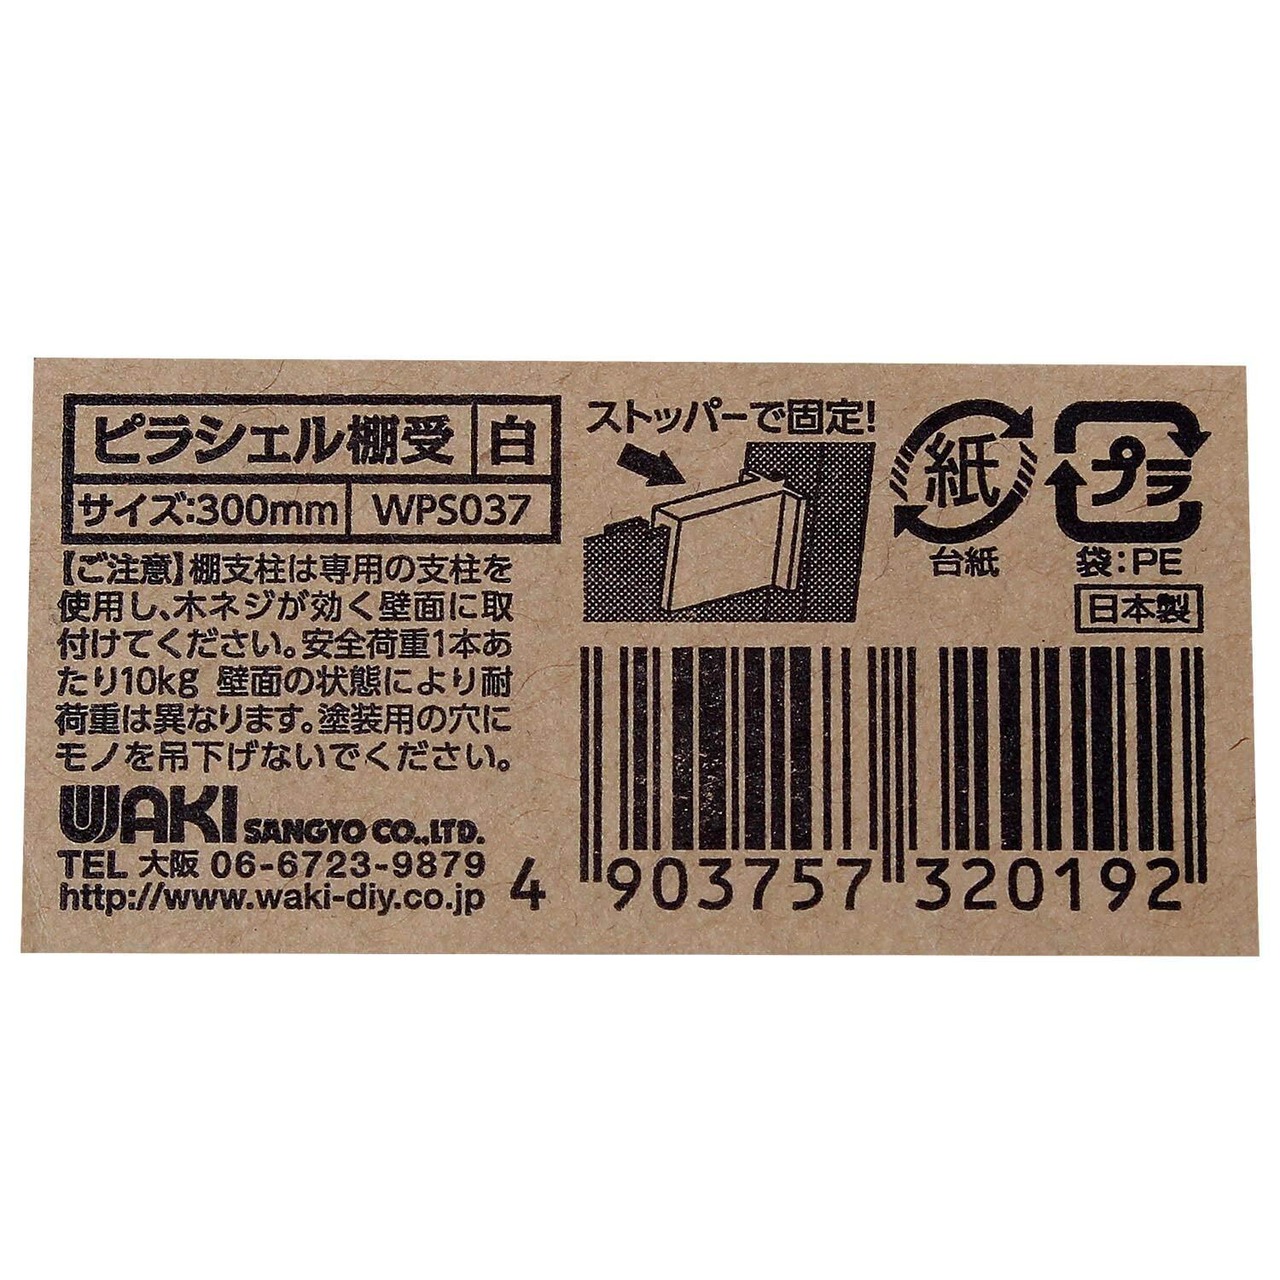 ピラシェル棚受 白
サイズ:300mm WPS037
【ご注意】棚支柱は専用の支柱を
使用し、木ネジが効く壁面に取
付けてください。安全荷重1本あ
たり10kg 壁面の状態により耐
荷重は異なります。塗装用の穴に
モノを吊下げないでください。
WAKI SANGYO CO.,LTD.
TEL 大阪 06-6723-9879
http://www.waki-diy.co.jp
ストッパーで固定!
紙
台紙
プラ
袋:PE
日本製
4 903757 320192